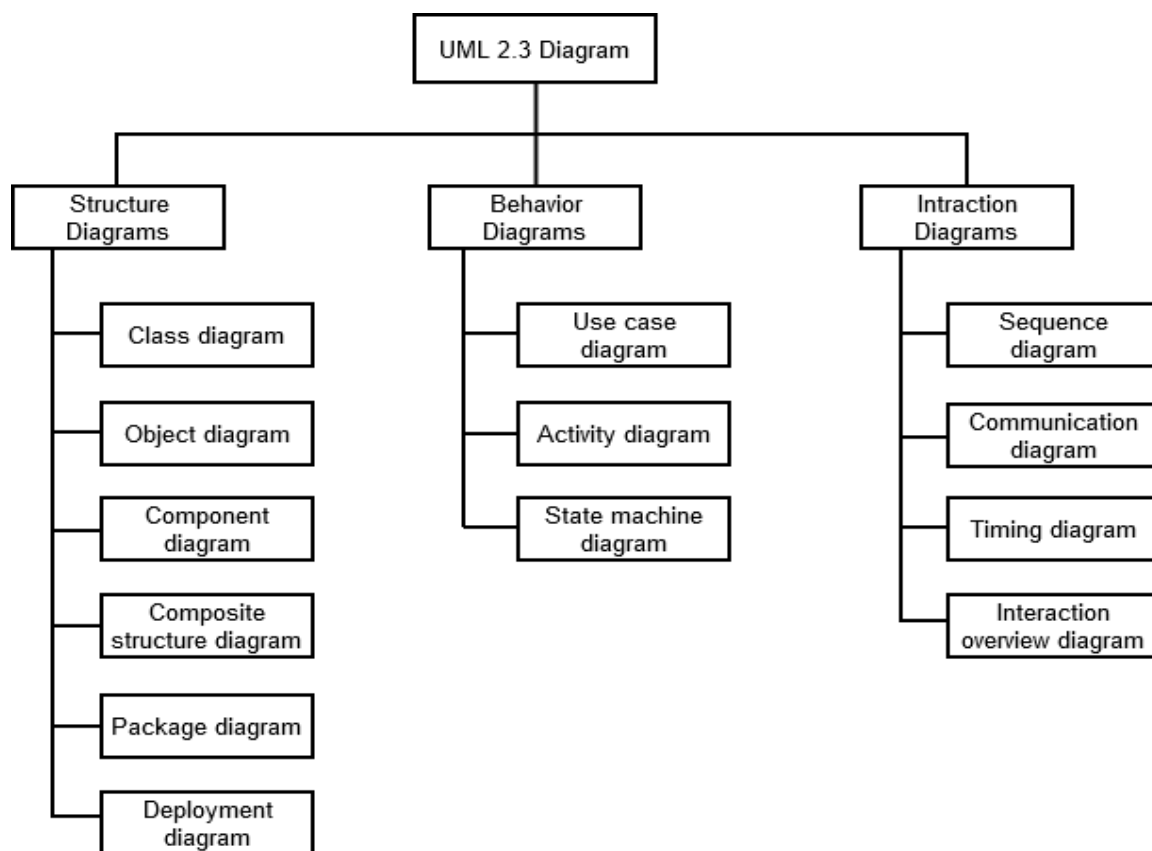 UML 2.3 Diagram
Structure
Diagrams
Behavior
Diagrams
Intraction
Diagrams
Class diagram
Object diagram
Component
diagram
Composite
structure diagram
Package diagram
Deployment
diagram
Use case
diagram
Activity diagram
State machine
diagram
Sequence
diagram
Communication
diagram
Timing diagram
Interaction
overview diagram